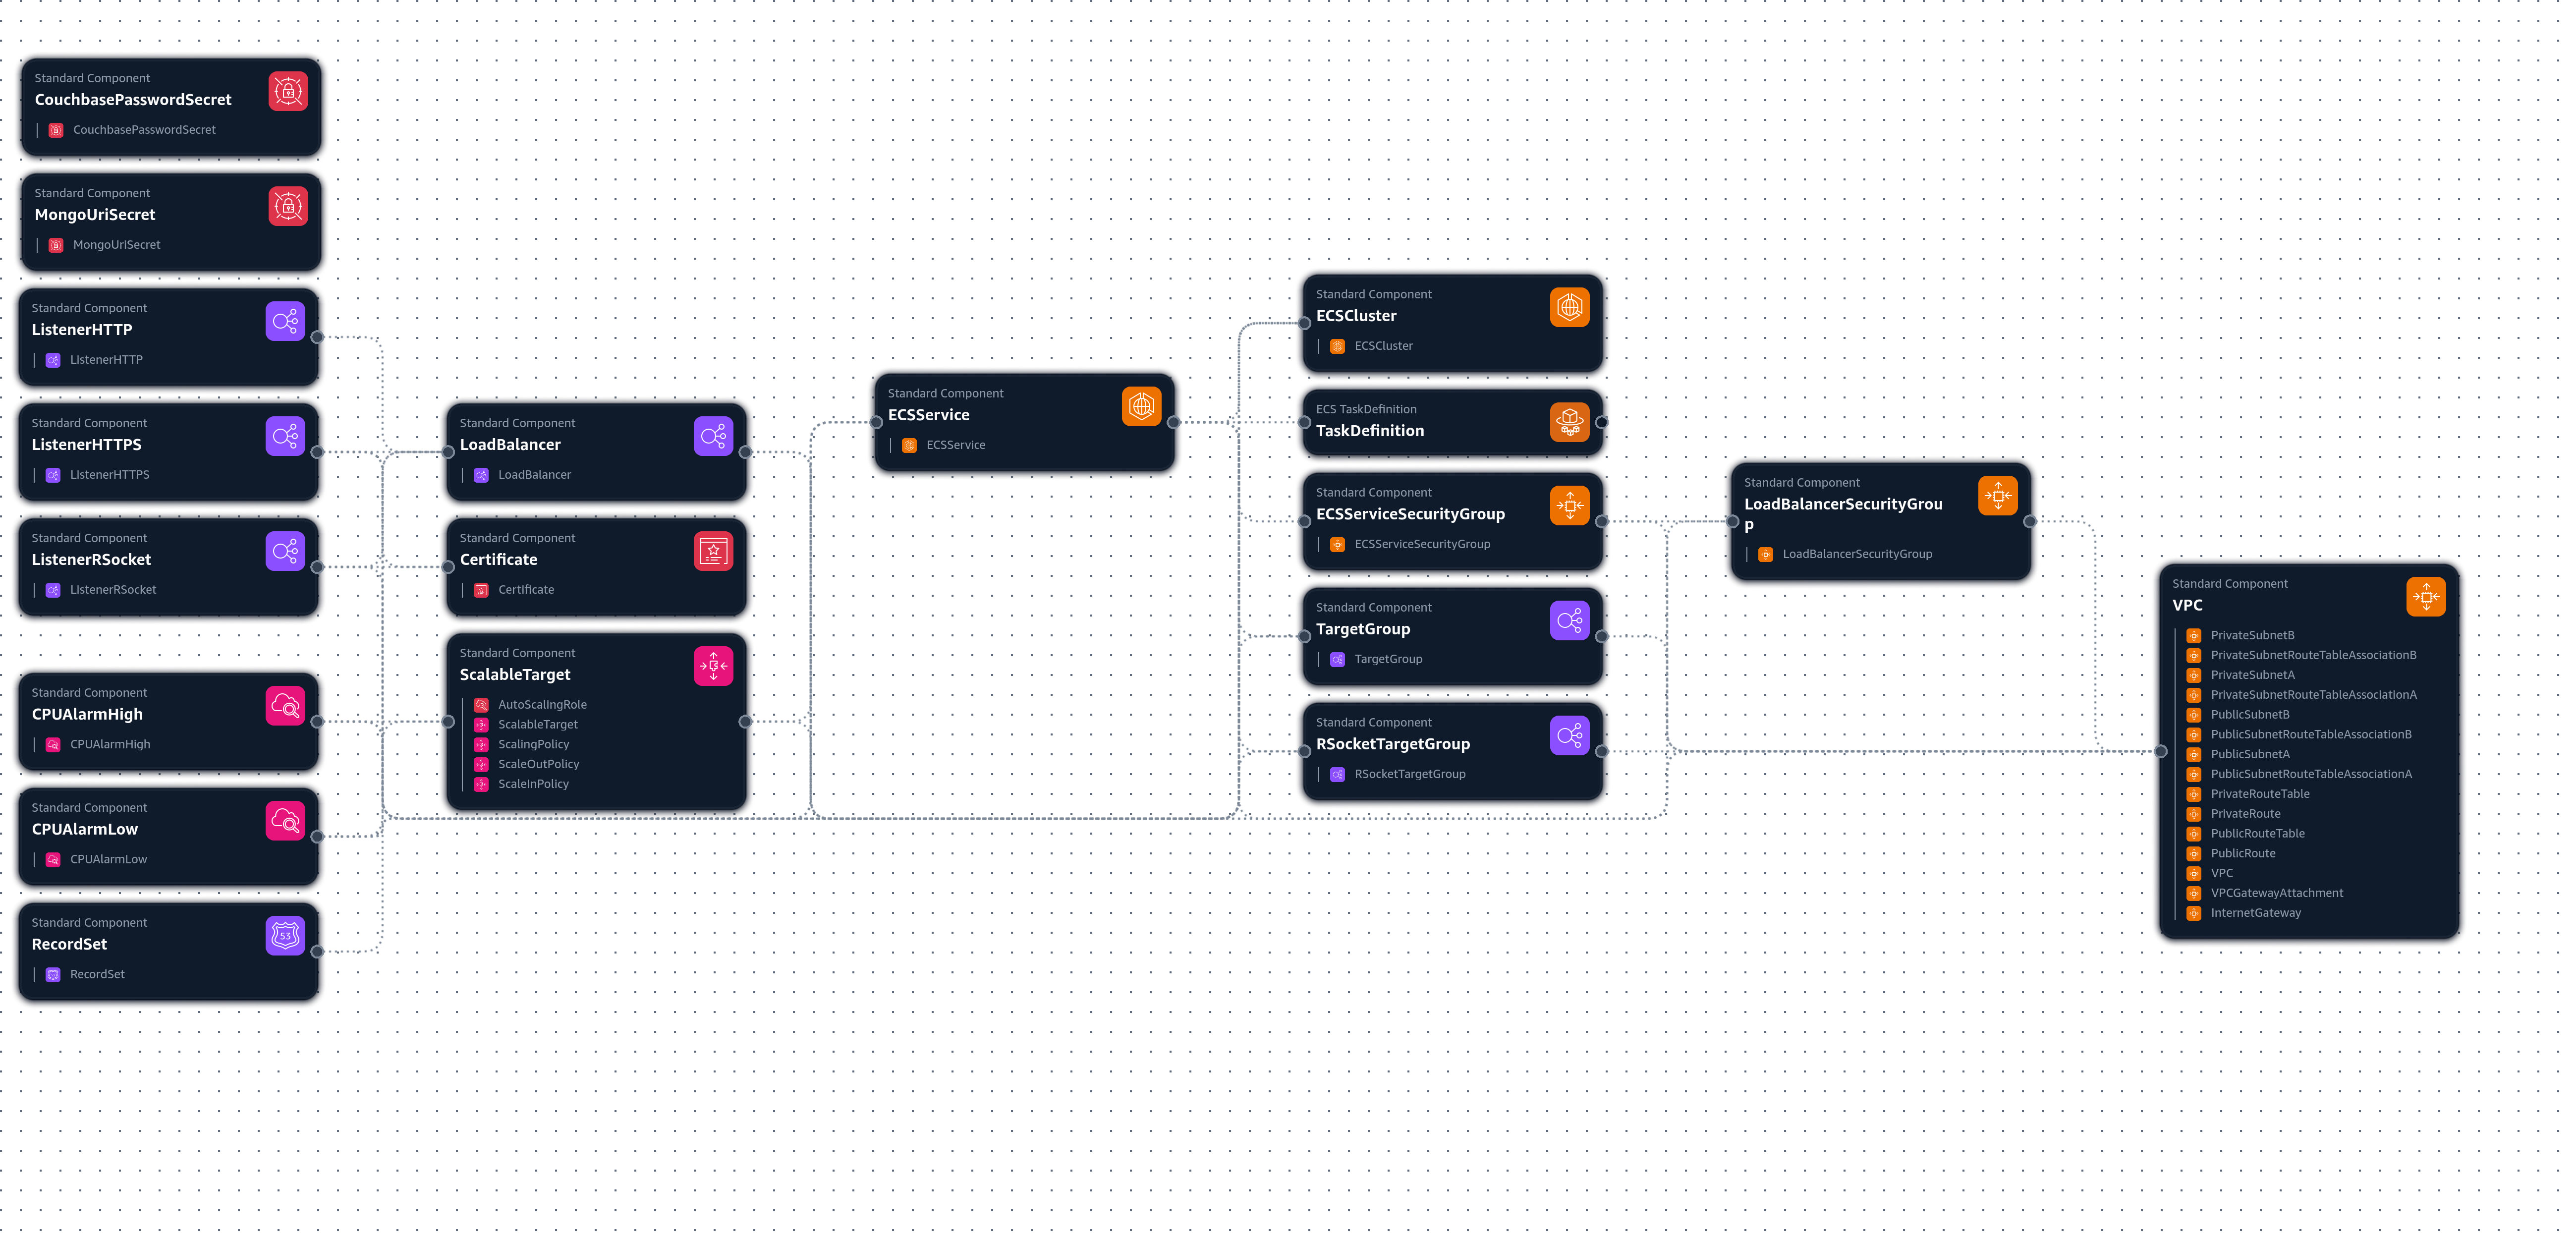 Standard Component
CouchbasePasswordSecret
CouchbasePasswordSecret
Standard Component
MongoUriSecret
MongoUriSecret
Standard Component
ListenerHTTP
ListenerHTTP
Standard Component
ListenerHTTPS
ListenerHTTPS
Standard Component
ListenerRSocket
ListenerRSocket
Standard Component
CPUAlarmHigh
CPUAlarmHigh
Standard Component
CPUAlarmLow
CPUAlarmLow
Standard Component
RecordSet
53
RecordSet
Standard Component
LoadBalancer
LoadBalancer
Standard Component
Certificate
Certificate
Standard Component
ScalableTarget
AutoScalingRole
ScalableTarget
ScalingPolicy
ScaleOutPolicy
ScaleInPolicy
Standard Component
ECSService
ECSService
Standard Component
ECSCluster
ECSCluster
ECS TaskDefinition
TaskDefinition
Standard Component
ECSServiceSecurityGroup
ECSServiceSecurityGroup
Standard Component
TargetGroup
TargetGroup
Standard Component
RSocketTargetGroup
RSocketTargetGroup
Standard Component
LoadBalancerSecurityGrou
p
LoadBalancerSecurityGroup
Standard Component
VPC
PrivateSubnetB
PrivateSubnetRouteTableAssociationB
PrivateSubnetA
PrivateSubnetRouteTableAssociationA
PublicSubnetB
PublicSubnetRouteTableAssociationB
PublicSubnetA
PublicSubnetRouteTableAssociationA
PrivateRouteTable
PrivateRoute
PublicRouteTable
PublicRoute
VPC
VPCGatewayAttachment
InternetGateway